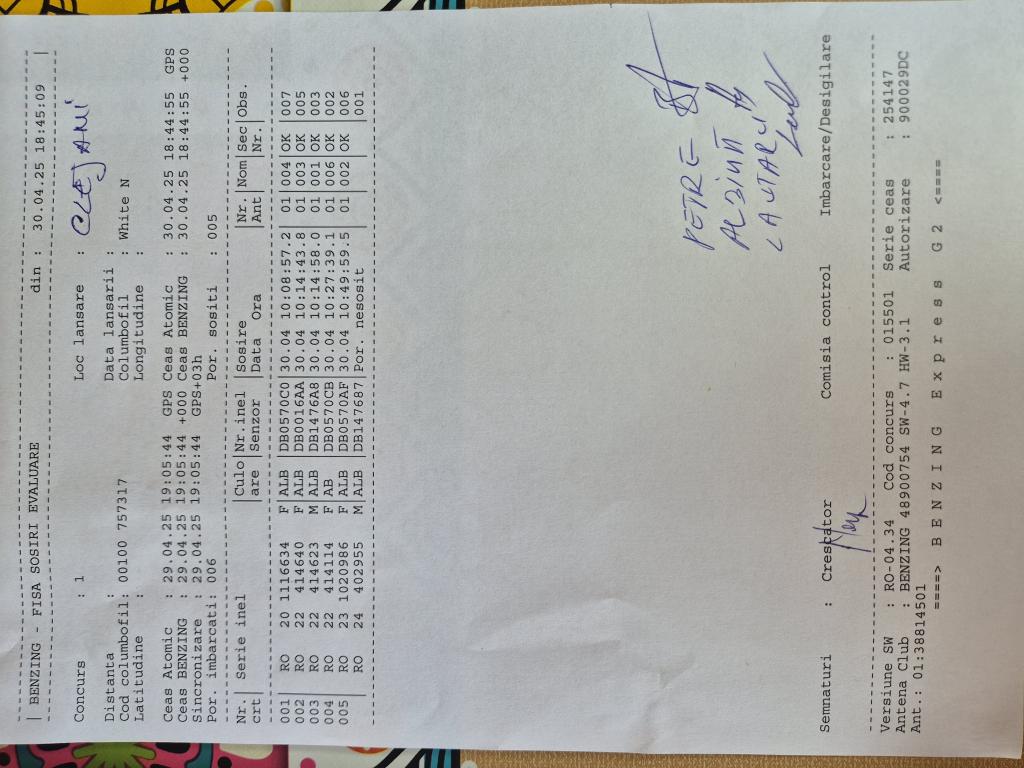 | BENZING - FISA SOSIRI EVALUARE din : 30.04.25 18:45:09 |
Concurs : 1 Loc lansare : CLEJANI
Distanta : Data lansarii :
Cod columbofil: 00100 757317 Columbofil : White N
Latitudine : Longitudine :
Ceas Atomic : 29.04.25 19:05:44 GPS Ceas Atomic : 30.04.25 18:44:55 GPS
Ceas BENZING : 29.04.25 19:05:44 +000 Ceas BENZING : 30.04.25 18:44:55 +000
Sincronizare : 29.04.25 19:05:44 GPS+03h
Por. imbarcati: 006 Por. sositi : 005
Nr.| Serie inel |Culo|Nr.inel |Sosire |Nr. |Nom |Sec|Obs.
crt| |are |Senzor |Data Ora |Ant| |Nr.|
001| RO 20 1116634 F ALB |DB0570C0|30.04 10:08:57.2 |01 |004|OK |007
002| RO 22 414640 F ALB |DB0016AA|30.04 10:14:43.8 |01 |003|OK |005
003| RO 22 414623 M ALB |DB1476A8|30.04 10:14:58.0 |01 |001|OK |003
004| RO 22 414114 F AB |DB0570CB|30.04 10:27:39.1 |01 |006|OK |002
005| RO 23 1020986 F ALB |DB0570AF|30.04 10:49:59.5 |01 |002|OK |006
RO 24 402955 M ALB |DB147687|Por. nesosit | | | |001
PETRE
ALBINA
LAUTARU
Semnaturi : Crescator Comisia control Imbarcare/Desigilare
Versiune SW : RO-04.34 Cod concurs : 015501 Serie ceas : 254147
Antena Club : BENZING 48900754 SW-4.7 HW-3.1 Autorizare : 900029DC
Ant.: 01:38814501
====> B E N Z I N G E x p r e s s G 2 <====